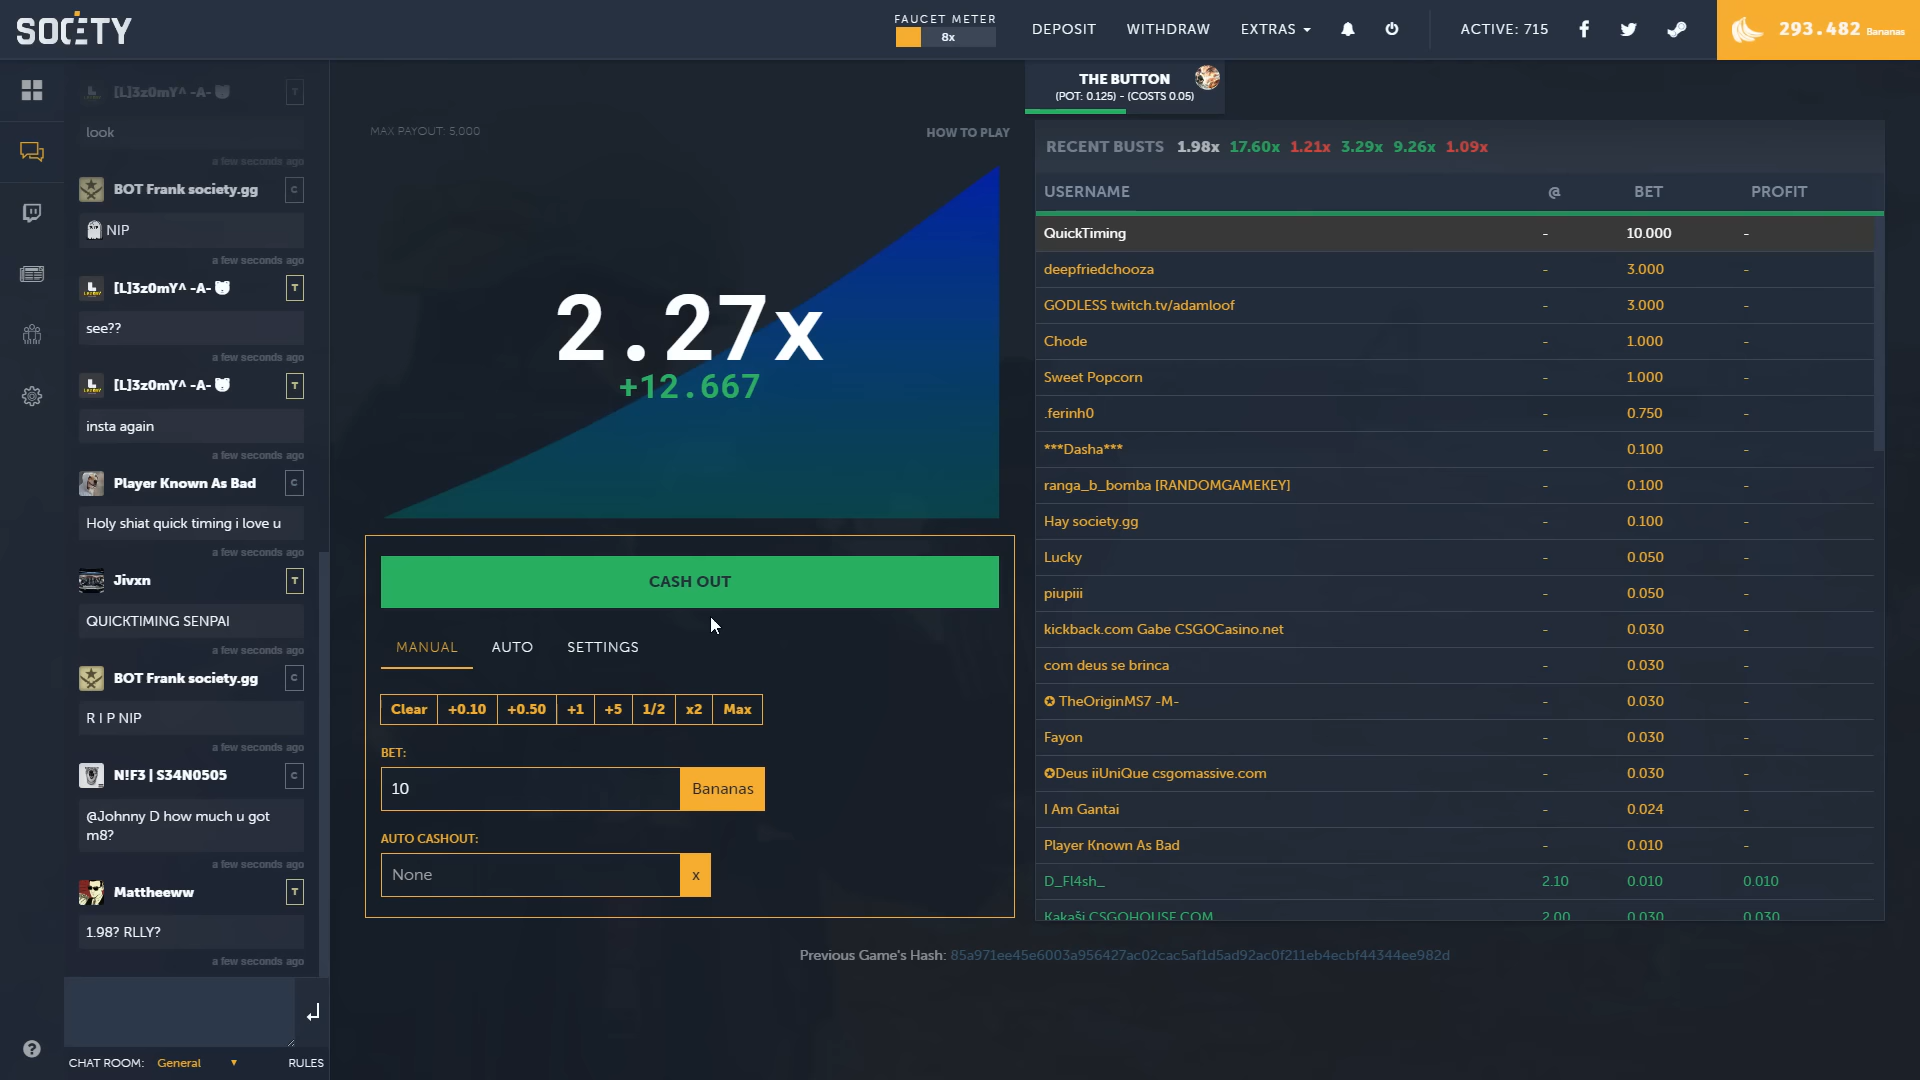 SOCIETY
FAUCET METER
8x
DEPOSIT
WITHDRAW
EXTRAS
ACTIVE: 715
293.482 Bananas
[L]3z0mY^ -A-
T
look
a few seconds ago
BOT Frank society.gg
C
NIP
a few seconds ago
[L]3z0mY^ -A-
T
see??
a few seconds ago
[L]3z0mY^ -A-
T
insta again
a few seconds ago
Player Known As Bad
C
Holy shiat quick timing i love u
a few seconds ago
Jivxn
T
QUICKTIMING SENPAI
a few seconds ago
BOT Frank society.gg
C
R I P NIP
a few seconds ago
N!F3 | S34N0505
C
@Johnny D how much u got
m8?
a few seconds ago
Mattheeww
T
1.98? RLLY?
a few seconds ago
CHAT ROOM: General
RULES
MAX PAYOUT: 5,000
HOW TO PLAY
2.27x
+12.667
CASH OUT
MANUAL
AUTO
SETTINGS
Clear +0.10 +0.50 +1 +5 1/2 x2 Max
BET:
10 Bananas
AUTO CASHOUT:
None x
THE BUTTON
(POT: 0.125) - (COSTS 0.05)
RECENT BUSTS 1.98x 17.60x 1.21x 3.29x 9.26x 1.09x
USERNAME @ BET PROFIT
QuickTiming - 10.000 -
deepfriedchooza - 3.000 -
GODLESS twitch.tv/adamloof - 3.000 -
Chode - 1.000 -
Sweet Popcorn - 1.000 -
.ferinh0 - 0.750 -
***Dasha*** - 0.100 -
ranga_b_bomba [RANDOMGAMEKEY] - 0.100 -
Hay society.gg - 0.100 -
Lucky - 0.050 -
piupiii - 0.050 -
kickback.com Gabe CSGOCasino.net - 0.030 -
com deus se brinca - 0.030 -
✪ TheOriginMS7 -M- - 0.030 -
Fayon - 0.030 -
✪Deus iiUniQue csgomassive.com - 0.030 -
I Am Gantai - 0.024 -
Player Known As Bad - 0.010 -
D_Fl4sh_ 2.10 0.010 0.010
Kakaši CSGOHOUSE.COM 2.00 0.030 0.030
Previous Game's Hash: 85a971ee45e6003a956427ac02cac5af1d5ad92ac0f211eb4ecbf44344ee982d